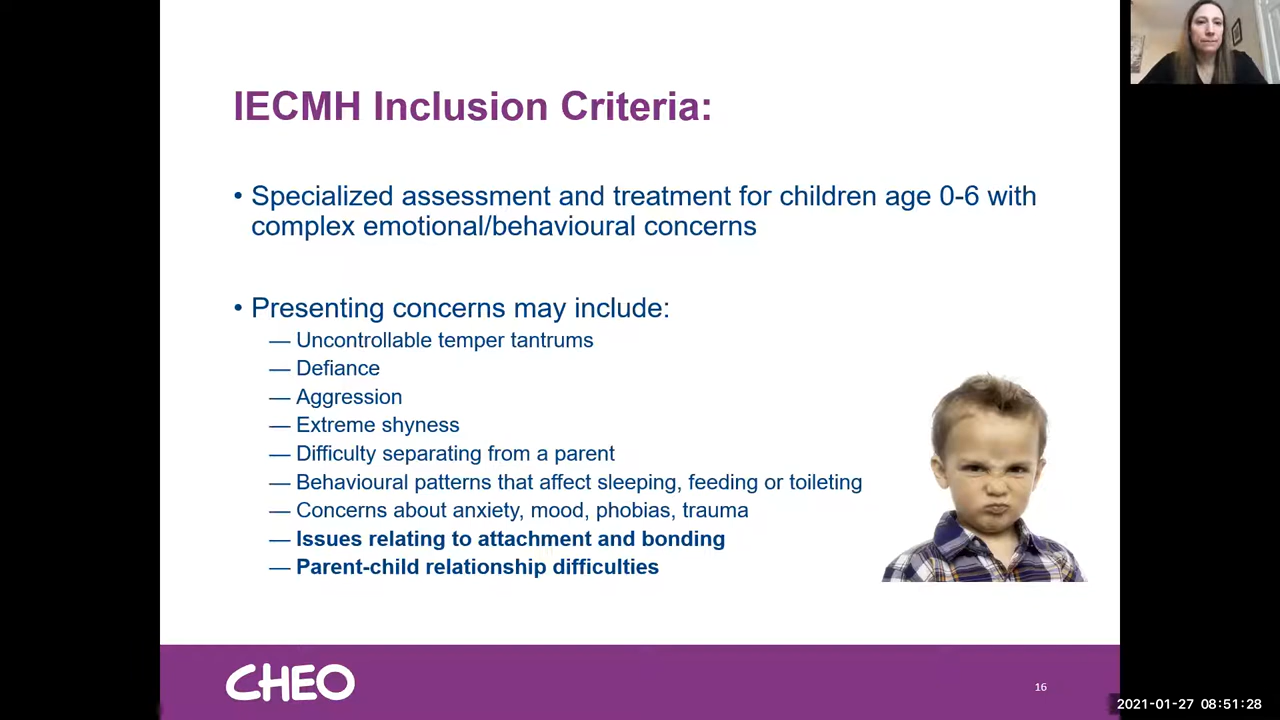 IECMH Inclusion Criteria:
• Specialized assessment and treatment for children age 0-6 with
complex emotional/behavioural concerns
• Presenting concerns may include:
— Uncontrollable temper tantrums
— Defiance
— Aggression
— Extreme shyness
— Difficulty separating from a parent
— Behavioural patterns that affect sleeping, feeding or toileting
— Concerns about anxiety, mood, phobias, trauma
— Issues relating to attachment and bonding
— Parent-child relationship difficulties
CHEO
16
2021-01-27 08:51:28